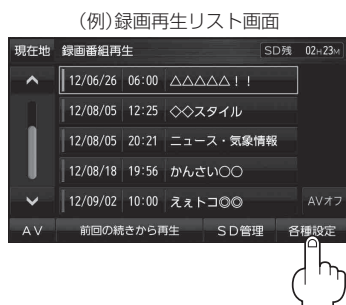 (例)録画再生リスト画面
現在地 録画番組再生 SD残 02H23M
12/06/26 06:00 △△△△△!!
12/08/05 12:25 ◇◇スタイル
12/08/05 20:21 ニュース・気象情報
12/08/18 19:56 かんさい○○
12/09/02 10:00 えぇトコ◎◎ AVオフ
AV 前回の続きから再生 SD管理 各種設定